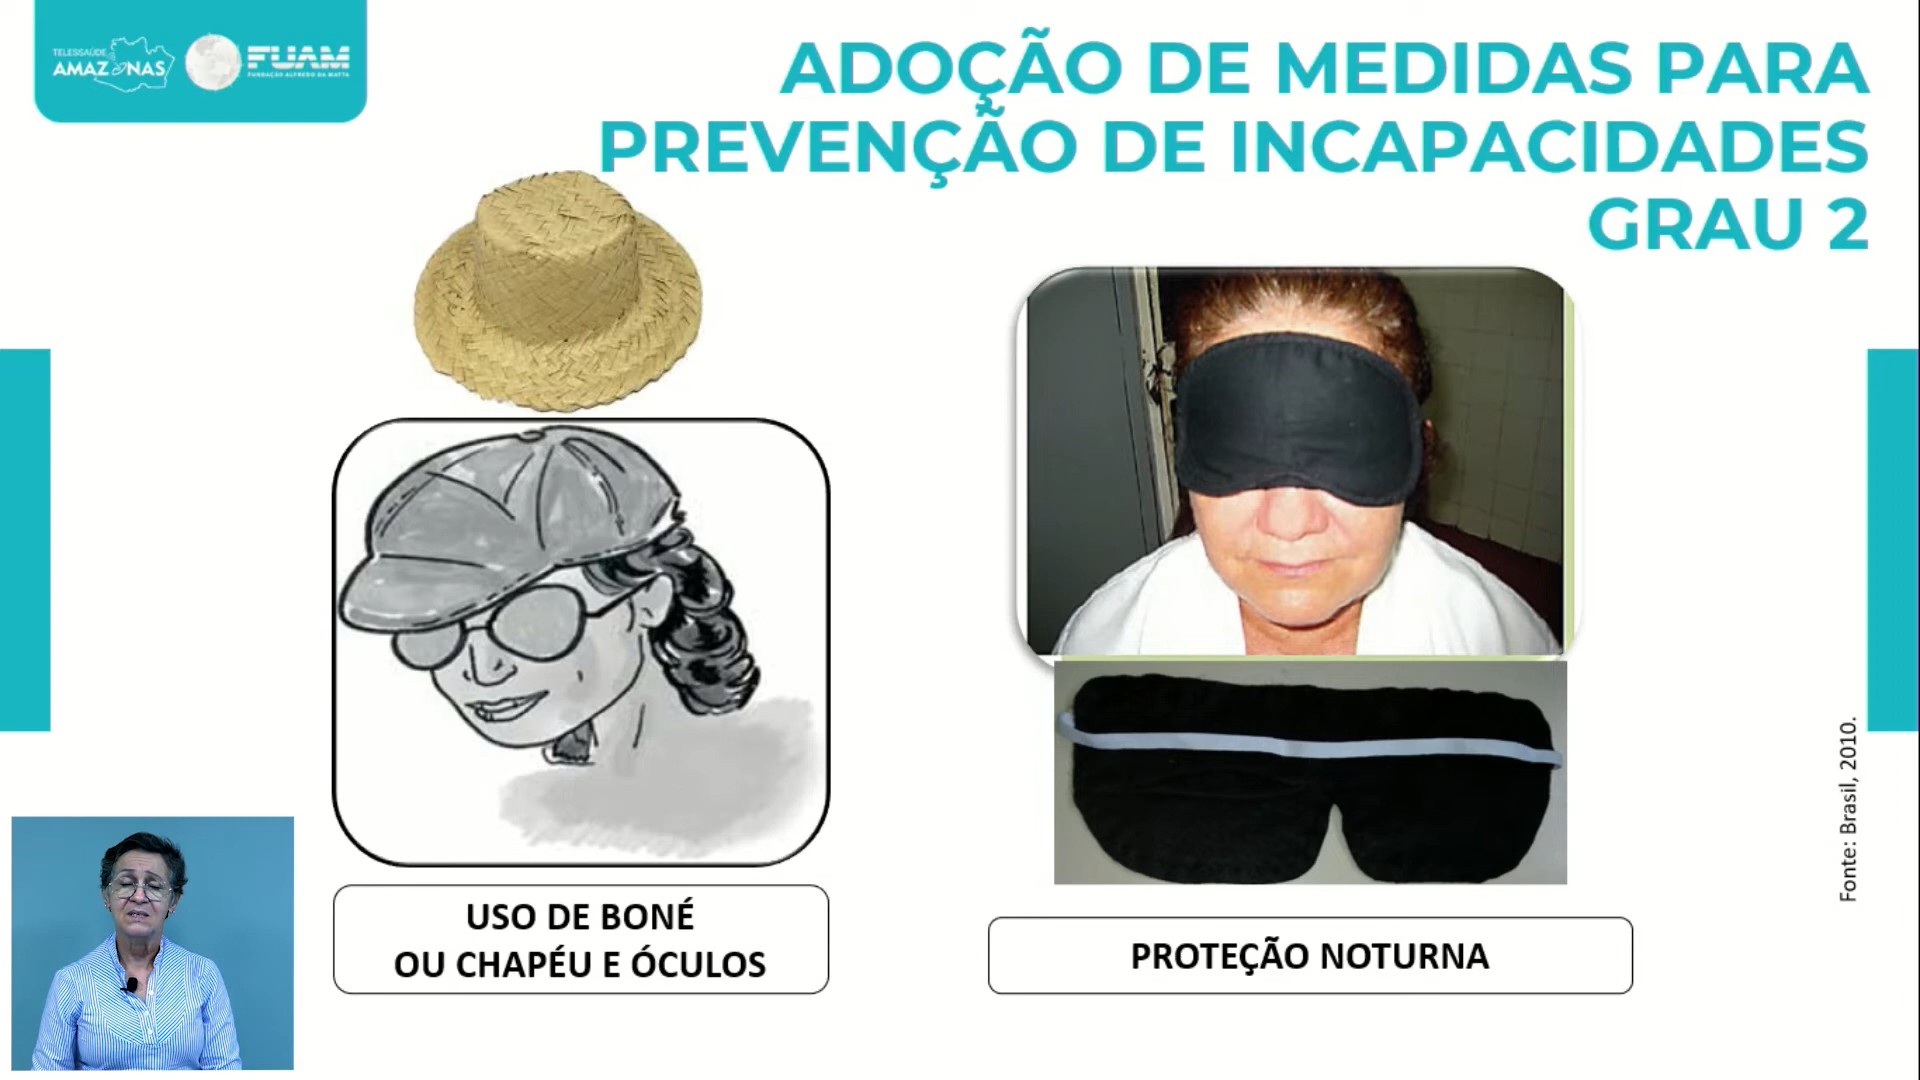 TELESSAÚDE
AMAZONAS
FUAM
FUNDAÇÃO ALFREDO DA MATTA
ADOÇÃO DE MEDIDAS PARA
PREVENÇÃO DE INCAPACIDADES
GRAU 2
USO DE BONÉ
OU CHAPÉU E ÓCULOS
PROTEÇÃO NOTURNA
Fonte: Brasil, 2010.